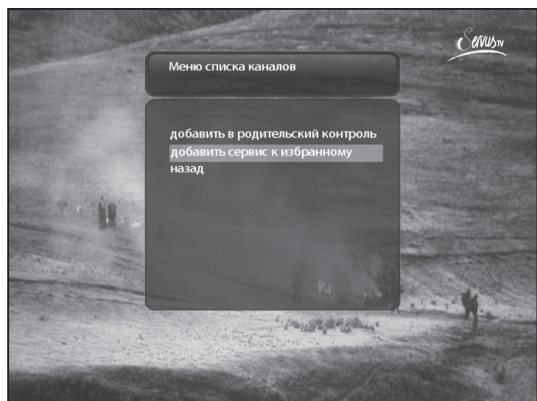 Servus TV
Меню списка каналов
добавить в родительский контроль
добавить сервис к избранному
назад